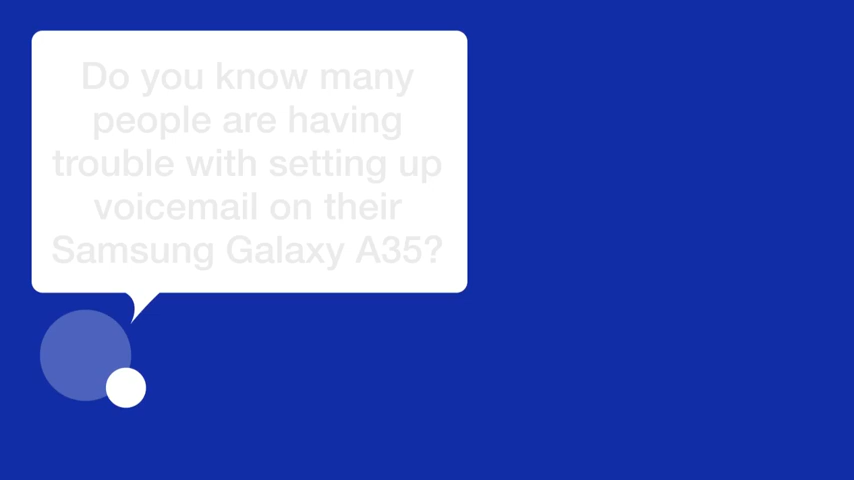 Do you know many
people are having
trouble with setting up
voicemail on their
Samsung Galaxy A35?